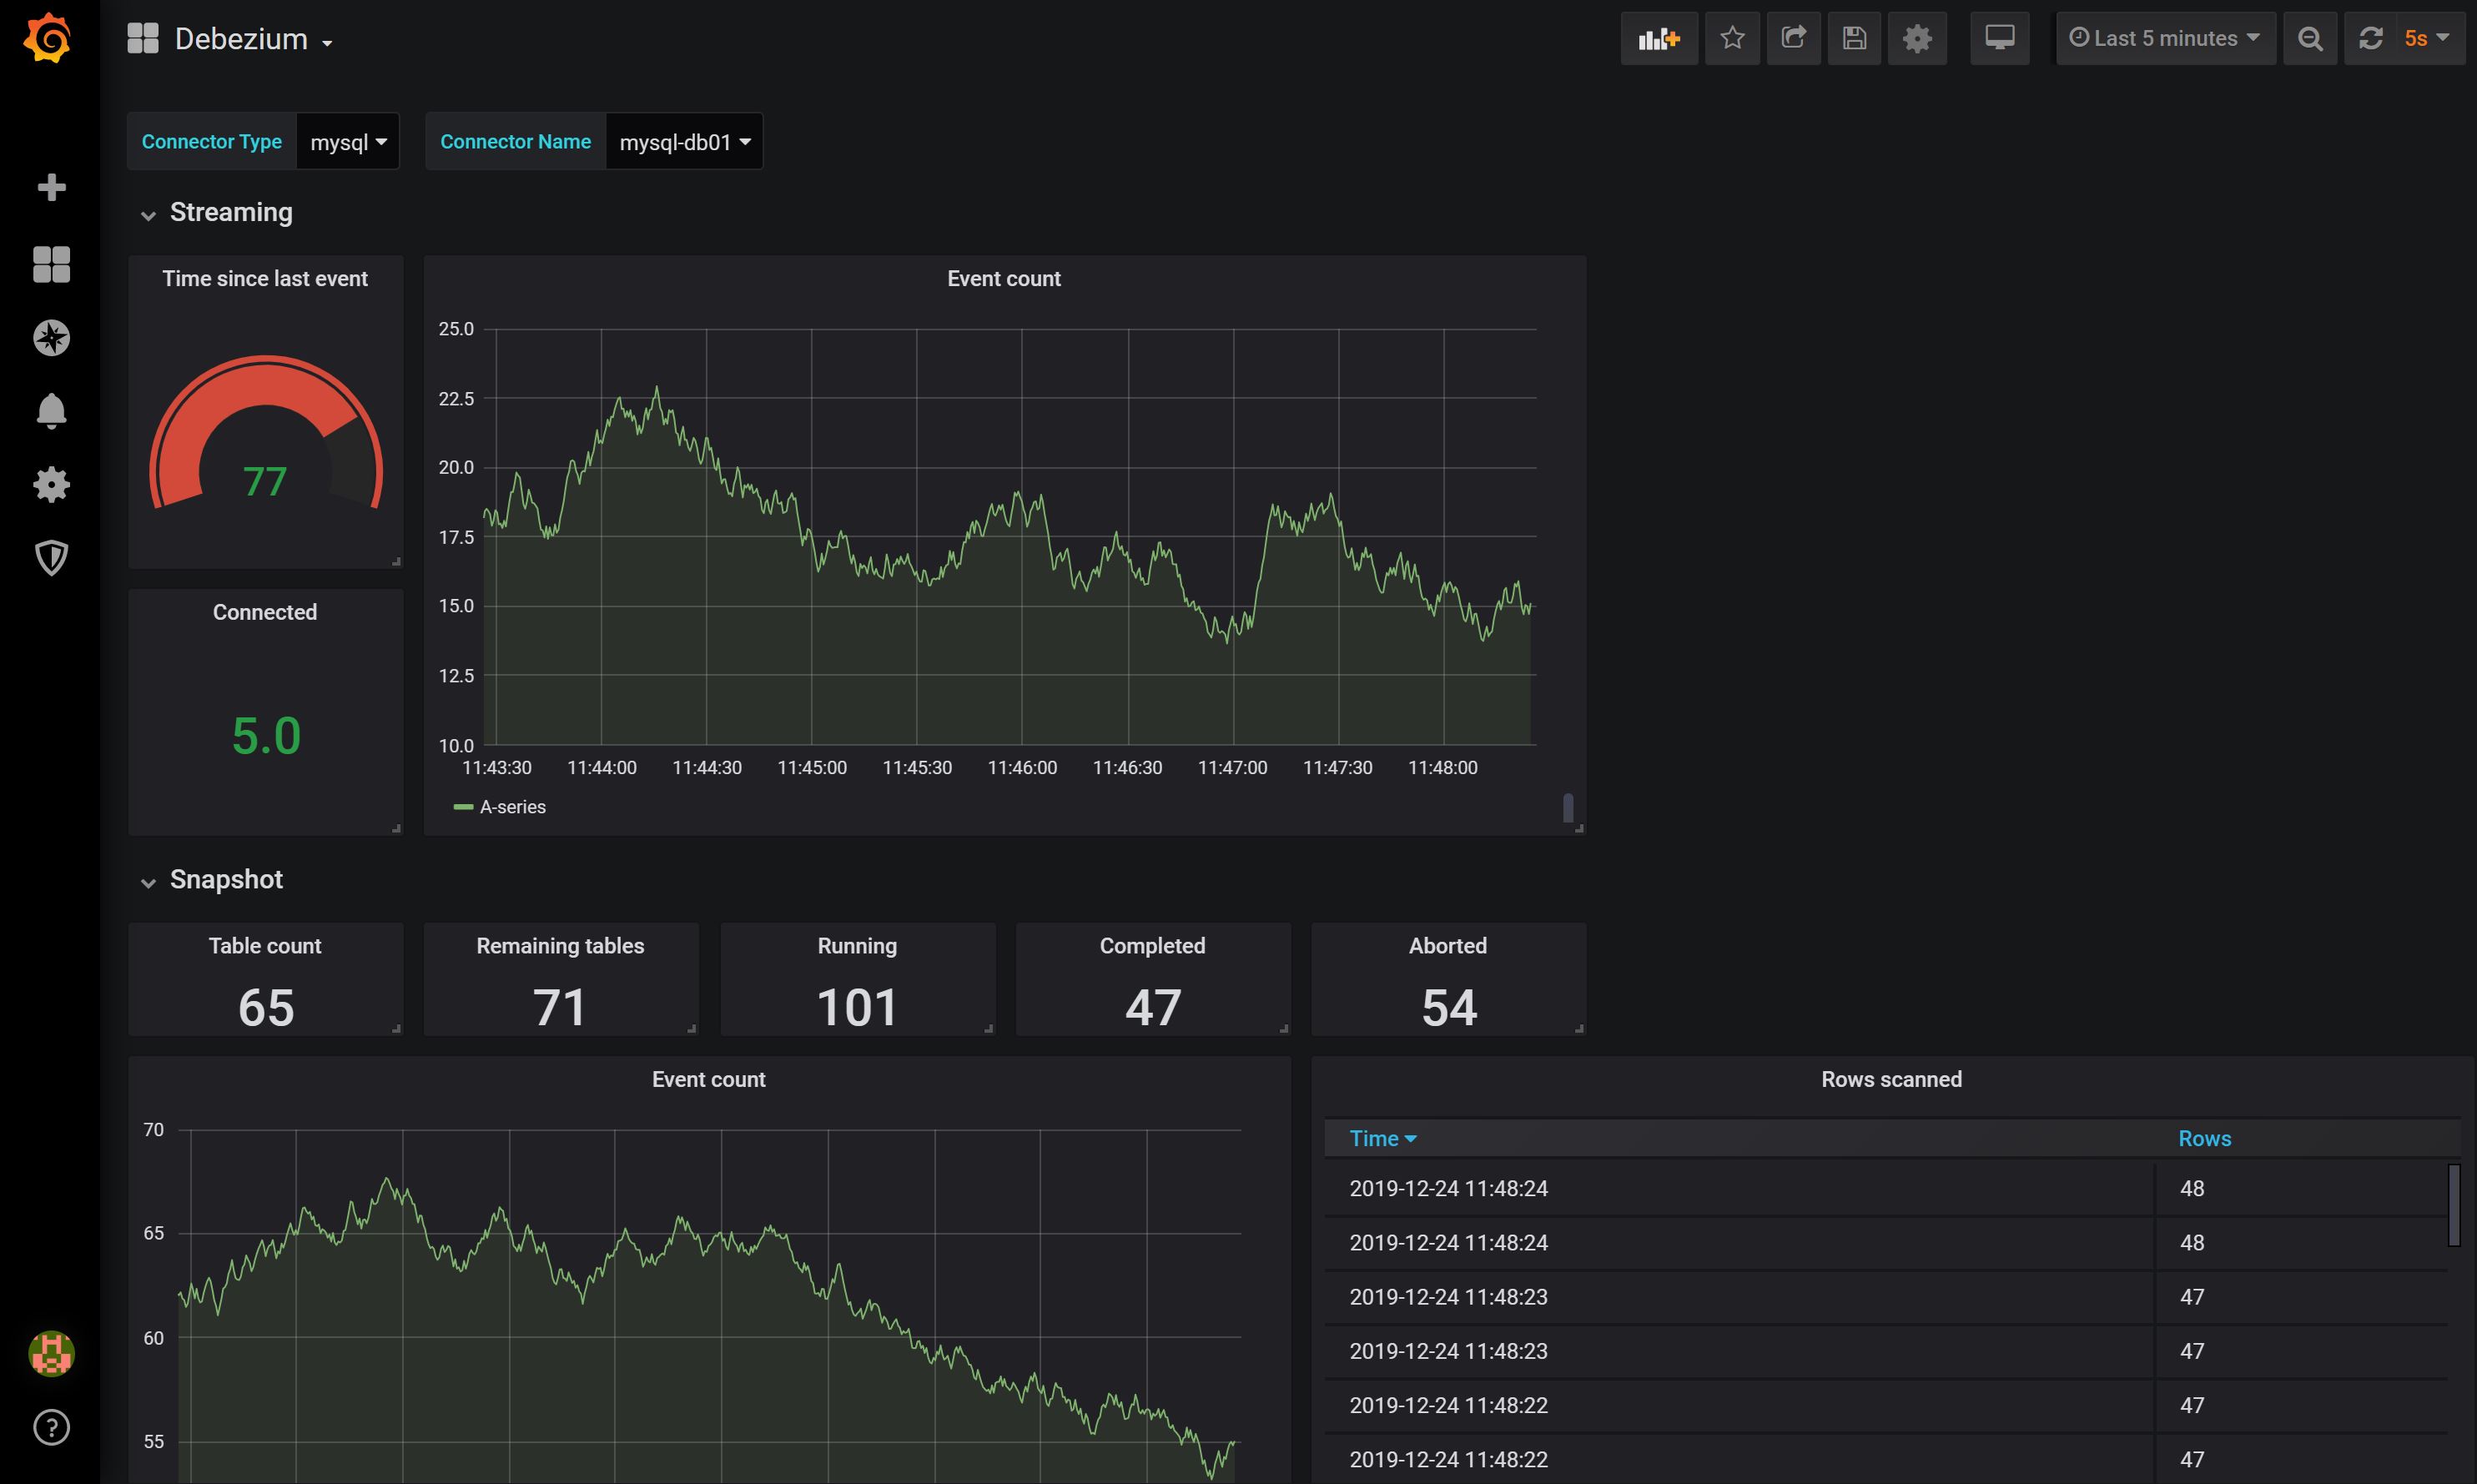 Debezium
Last 5 minutes
5s
Connector Type mysql
Connector Name mysql-db01
Streaming
Time since last event
77
Connected
5.0
Event count
25.0
22.5
20.0
17.5
15.0
12.5
10.0
11:43:30 11:44:00 11:44:30 11:45:00 11:45:30 11:46:00 11:46:30 11:47:00 11:47:30 11:48:00
A-series
Snapshot
Table count
65
Remaining tables
71
Running
101
Completed
47
Aborted
54
Event count
70
65
60
55
Rows scanned
Time Rows
2019-12-24 11:48:24 48
2019-12-24 11:48:24 48
2019-12-24 11:48:23 47
2019-12-24 11:48:23 47
2019-12-24 11:48:22 47
2019-12-24 11:48:22 47